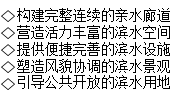 ◇构建完整连续的亲水廊道
◇营造活力丰富的滨水空间
◇提供便捷完善的滨水设施
◇塑造风貌协调的滨水景观
◇引导公共开放的滨水用地